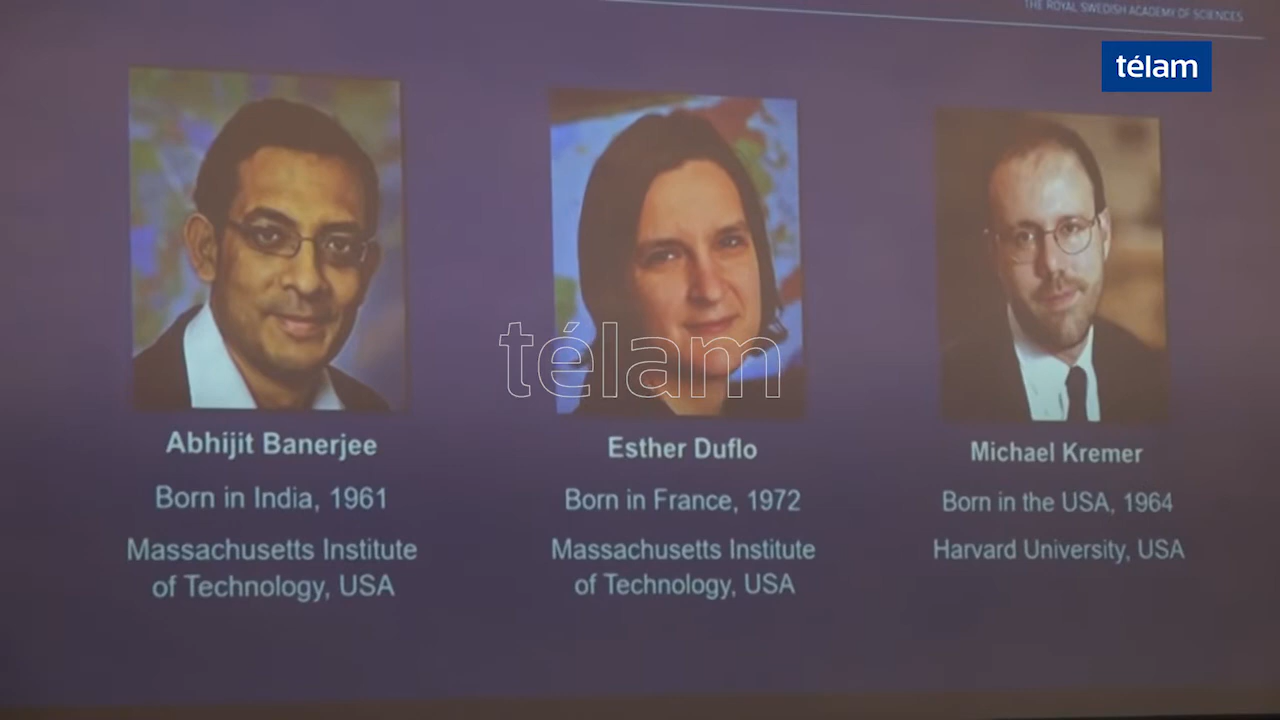 THE ROYAL SWEDISH ACADEMY OF SCIENCES
télam
télam
Abhijit Banerjee
Born in India, 1961
Massachusetts Institute
of Technology, USA
Esther Duflo
Born in France, 1972
Massachusetts Institute
of Technology, USA
Michael Kremer
Born in the USA, 1964
Harvard University, USA